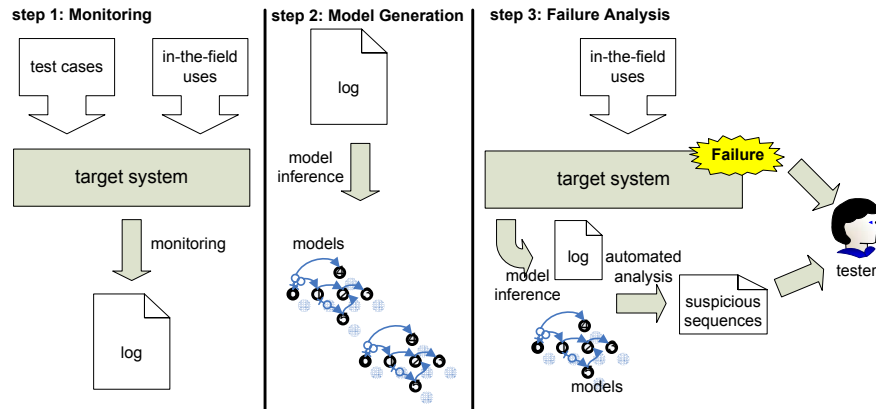 step 1: Monitoring
test cases
in-the-field
uses
target system
monitoring
log
step 2: Model Generation
log
model
inference
models
step 3: Failure Analysis
in-the-field
uses
Failure
target system
log
model
inference
automated
analysis
suspicious
sequences
tester
models